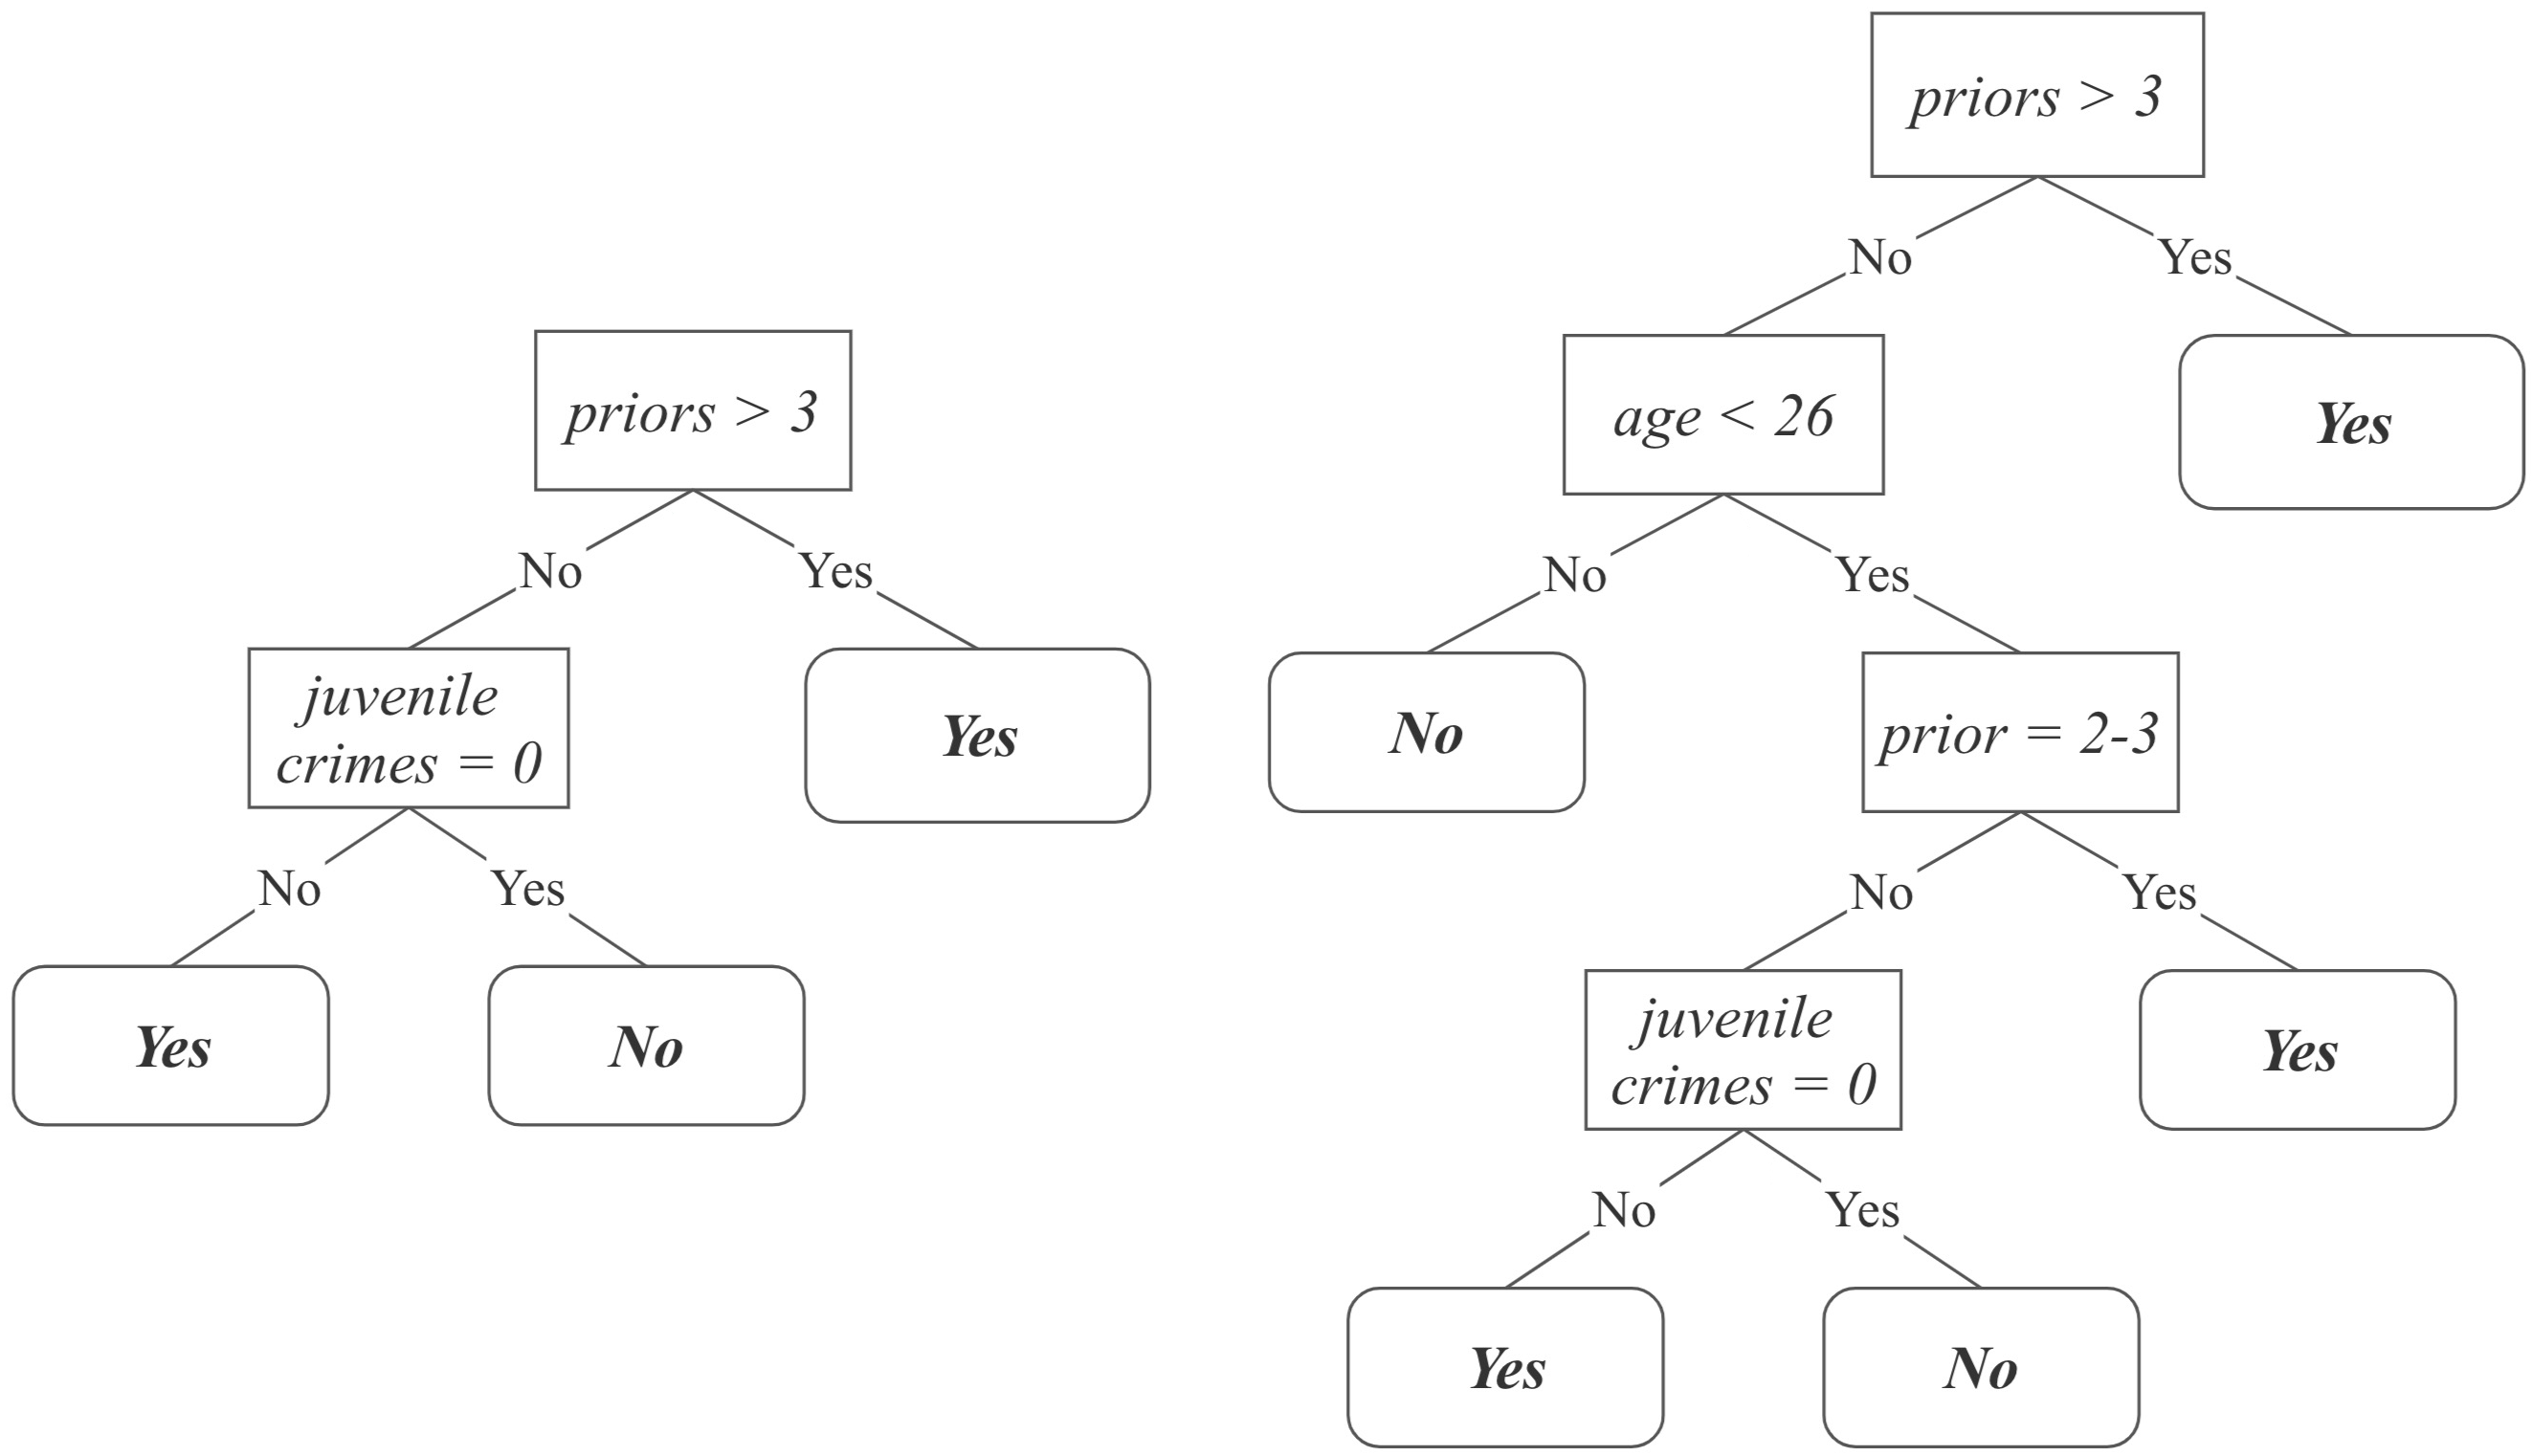 priors > 3
No
Yes
juvenile
crimes = 0
Yes
No
Yes
Yes
No
priors > 3
No
Yes
age < 26
Yes
No
Yes
No
prior = 2-3
No
Yes
juvenile
crimes = 0
Yes
No
Yes
Yes
No